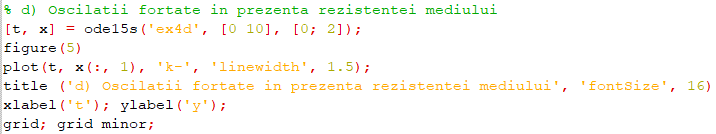 % d) Oscilatii fortate in prezenta rezistentei mediului
[t, x] = ode15s('ex4d', [0 10], [0; 2]);
figure(5)
plot(t, x(:, 1), 'k-', 'linewidth', 1.5);
title ('d) Oscilatii fortate in prezenta rezistentei mediului', 'fontSize', 16)
xlabel('t'); ylabel('y');
grid; grid minor;